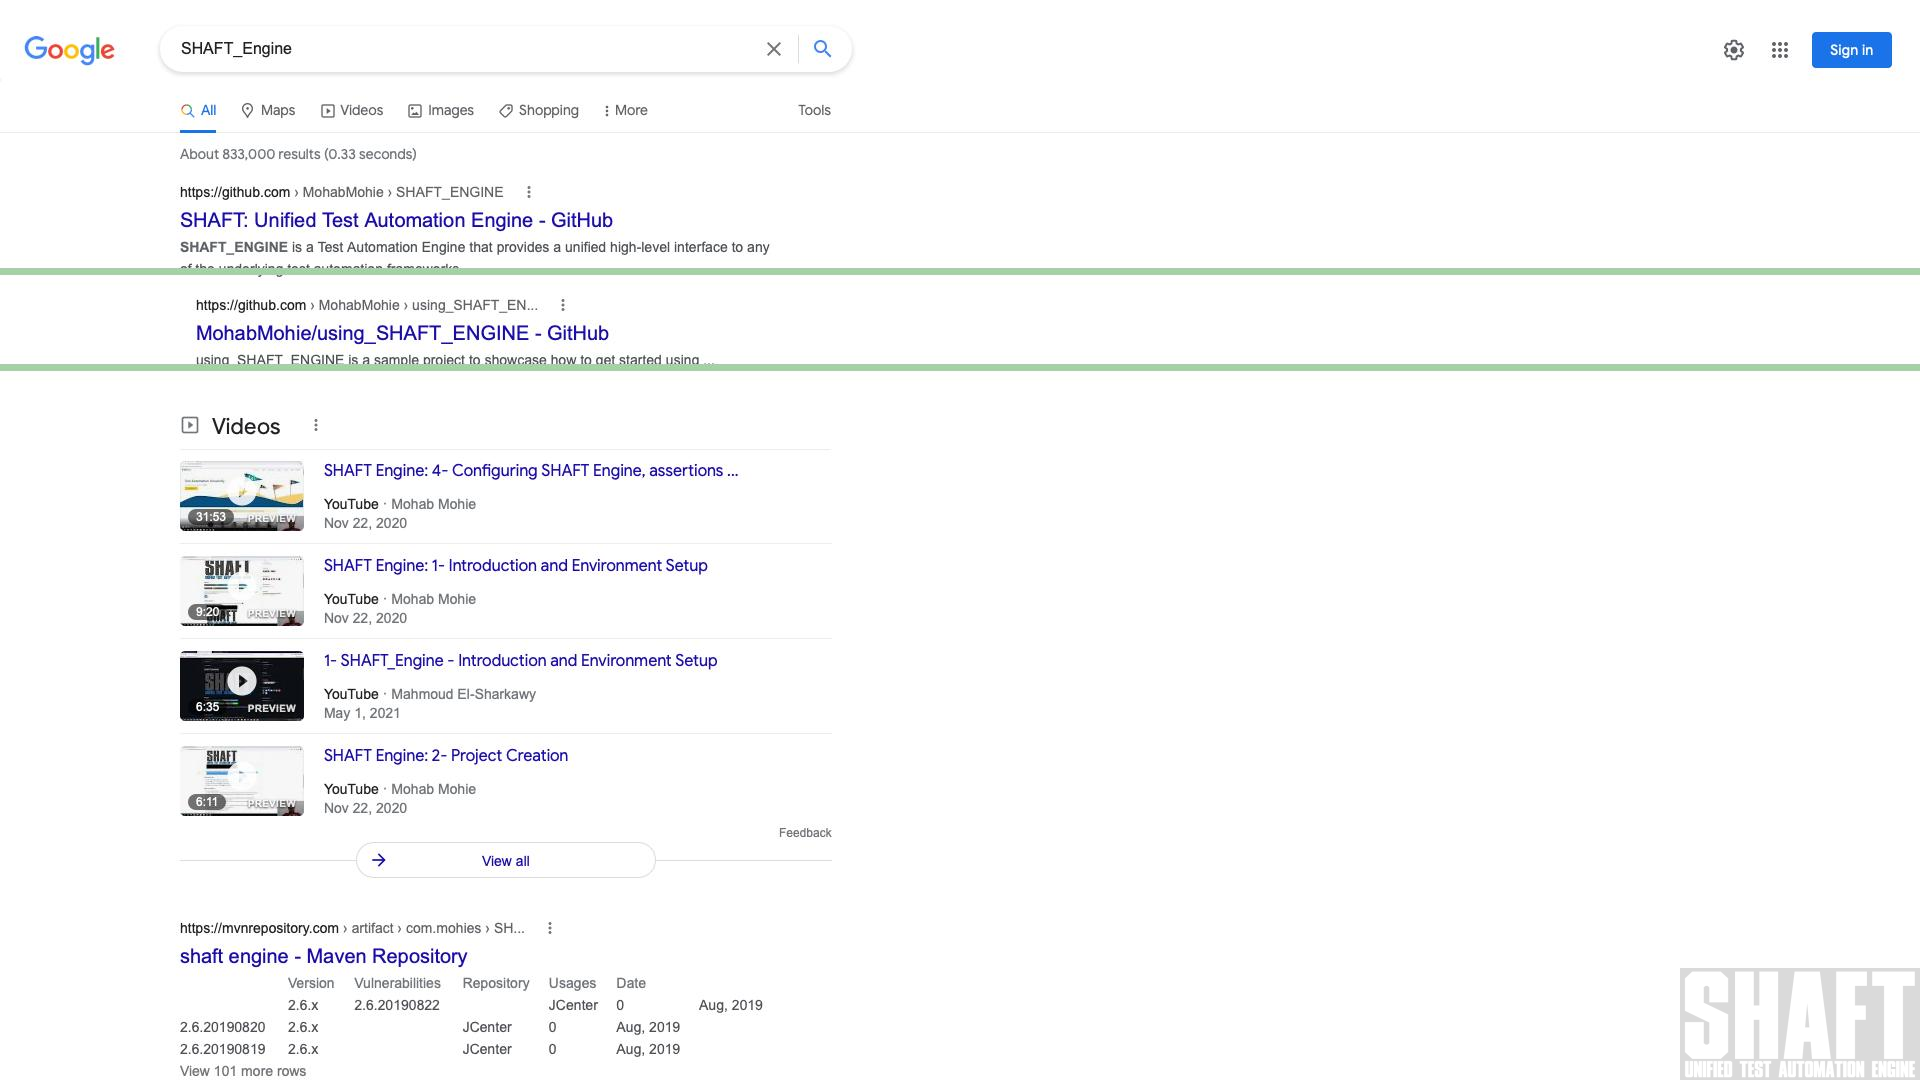 Google
SHAFT_Engine
Sign in
All Maps Videos Images Shopping More Tools
About 833,000 results (0.33 seconds)
https://github.com › MohabMohie › SHAFT_ENGINE
SHAFT: Unified Test Automation Engine - GitHub
SHAFT_ENGINE is a Test Automation Engine that provides a unified high-level interface to any
of the underlying test automation frameworks.
https://github.com › MohabMohie › using_SHAFT_EN...
MohabMohie/using_SHAFT_ENGINE - GitHub
using_SHAFT_ENGINE is a sample project to showcase how to get started using ...
Videos
SHAFT Engine: 4- Configuring SHAFT Engine, assertions ...
31:53 PREVIEW
YouTube · Mohab Mohie
Nov 22, 2020
SHAFT
SHAFT Engine: 1- Introduction and Environment Setup
9:20 PREVIEW
YouTube · Mohab Mohie
Nov 22, 2020
1- SHAFT_Engine - Introduction and Environment Setup
6:35 PREVIEW
YouTube · Mahmoud El-Sharkawy
May 1, 2021
SHAFT
SHAFT Engine: 2- Project Creation
6:11 PREVIEW
YouTube · Mohab Mohie
Nov 22, 2020
Feedback
View all
https://mvnrepository.com › artifact › com.mohies › SH...
shaft engine - Maven Repository
Version Vulnerabilities Repository Usages Date
2.6.x 2.6.20190822 JCenter 0 Aug, 2019
2.6.20190820 2.6.x JCenter 0 Aug, 2019
2.6.20190819 2.6.x JCenter 0 Aug, 2019
View 101 more rows
SHAFT
UNIFIED TEST AUTOMATION ENGINE